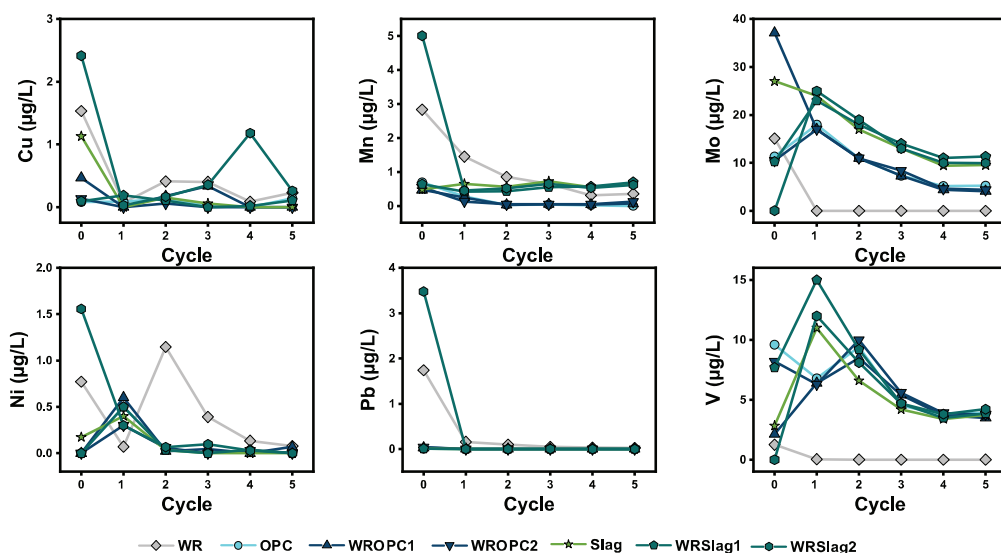 3
2
1
0
Cu (µg/L)
0 1 2 3 4 5
Cycle
5
4
3
2
1
0
Mn (µg/L)
0 1 2 3 4 5
Cycle
40
30
20
10
0
Mo (µg/L)
0 1 2 3 4 5
Cycle
2.0
1.5
1.0
0.5
0.0
Ni (µg/L)
0 1 2 3 4 5
Cycle
4
3
2
1
0
Pb (µg/L)
0 1 2 3 4 5
Cycle
15
10
5
0
V (µg/L)
0 1 2 3 4 5
Cycle
WR OPC WROPC1 WROPC2 Slag WRSlag1 WRSlag2